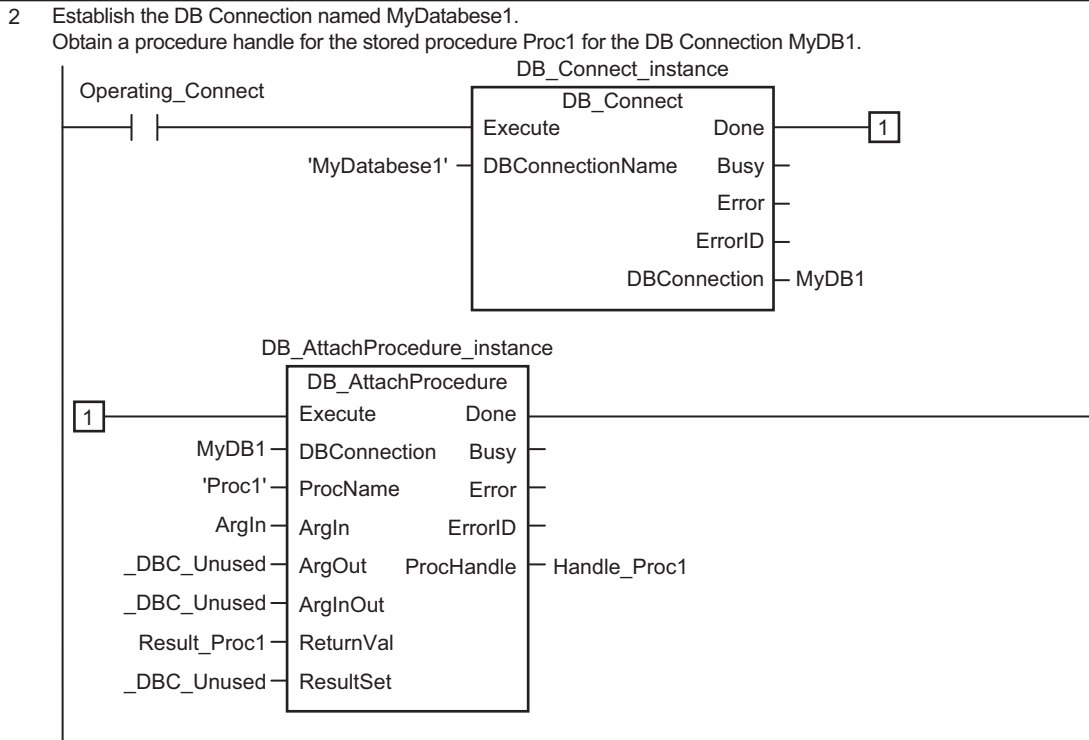 2 Establish the DB Connection named MyDatabese1.
Obtain a procedure handle for the stored procedure Proc1 for the DB Connection MyDB1.
DB_Connect_instance
Operating_Connect
DB_Connect
Execute Done 1
'MyDatabese1' DBConnectionName Busy
Error
ErrorID
DBConnection MyDB1
DB_AttachProcedure_instance
DB_AttachProcedure
1 Execute Done
MyDB1 DBConnection Busy
'Proc1' ProcName Error
ArgIn ArgIn ErrorID
_DBC_Unused ArgOut ProcHandle Handle_Proc1
_DBC_Unused ArgInOut
Result_Proc1 ReturnVal
_DBC_Unused ResultSet